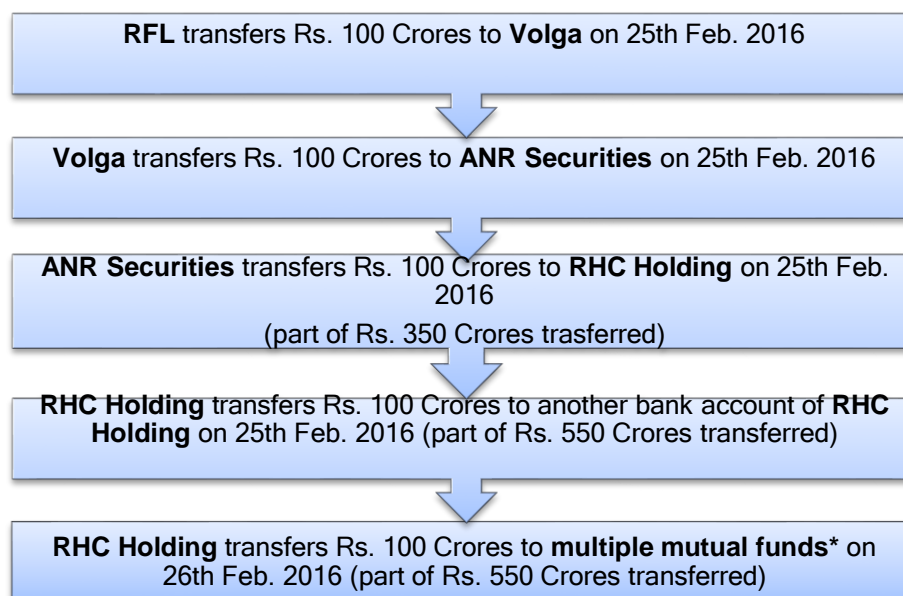 RFL transfers Rs. 100 Crores to Volga on 25th Feb. 2016
Volga transfers Rs. 100 Crores to ANR Securities on 25th Feb. 2016
ANR Securities transfers Rs. 100 Crores to RHC Holding on 25th Feb.
2016
(part of Rs. 350 Crores trasferred)
RHC Holding transfers Rs. 100 Crores to another bank account of RHC
Holding on 25th Feb. 2016 (part of Rs. 550 Crores transferred)
RHC Holding transfers Rs. 100 Crores to multiple mutual funds* on
26th Feb. 2016 (part of Rs. 550 Crores transferred)